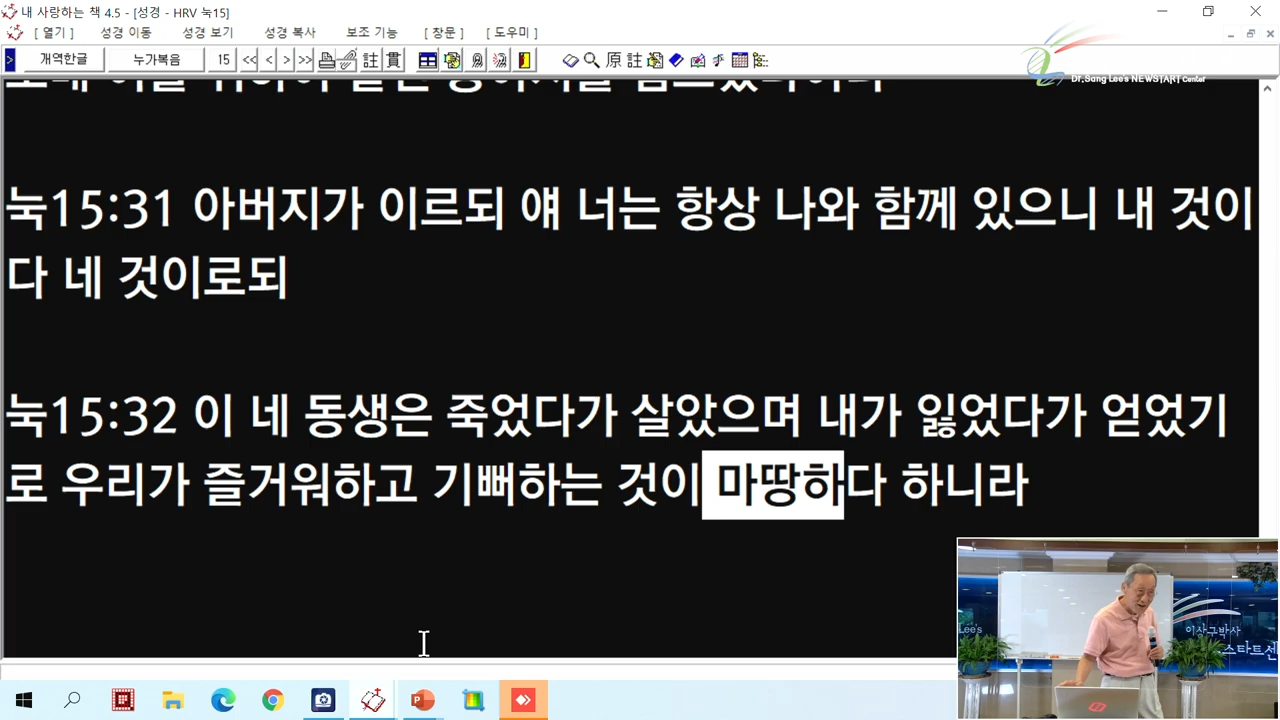 내 사랑하는 책 4.5 - [성경 - HRV 눅15]
[ 열기 ] 성경 이동 성경 보기 성경 복사 보조 기능 [ 창문 ] [ 도우미 ]
개역한글 누가복음 15 << < > >> 註 貫 原 註
Dr.Sang Lee's NEWSTART Center
눅15:31 아버지가 이르되 얘 너는 항상 나와 함께 있으니 내 것이
다 네 것이로되
눅15:32 이 네 동생은 죽었다가 살았으며 내가 잃었다가 얻었기
로 우리가 즐거워하고 기뻐하는 것이 마땅하다 하니라
Lee's
이상구박사
스타트센